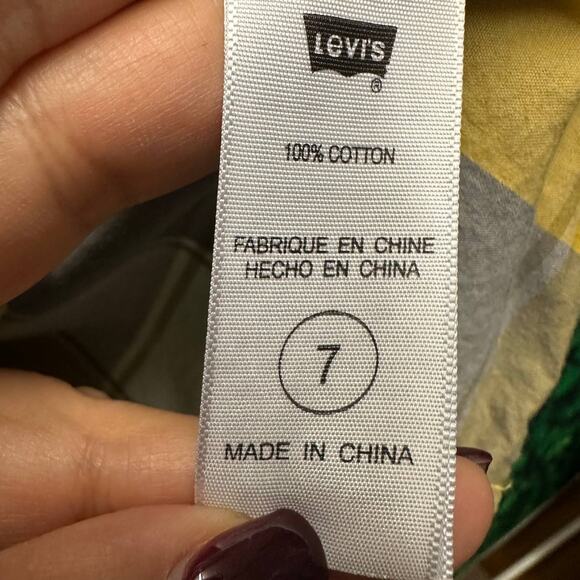 Levi's
®
100% COTTON
FABRIQUE EN CHINE
HECHO EN CHINA
7
MADE IN CHINA